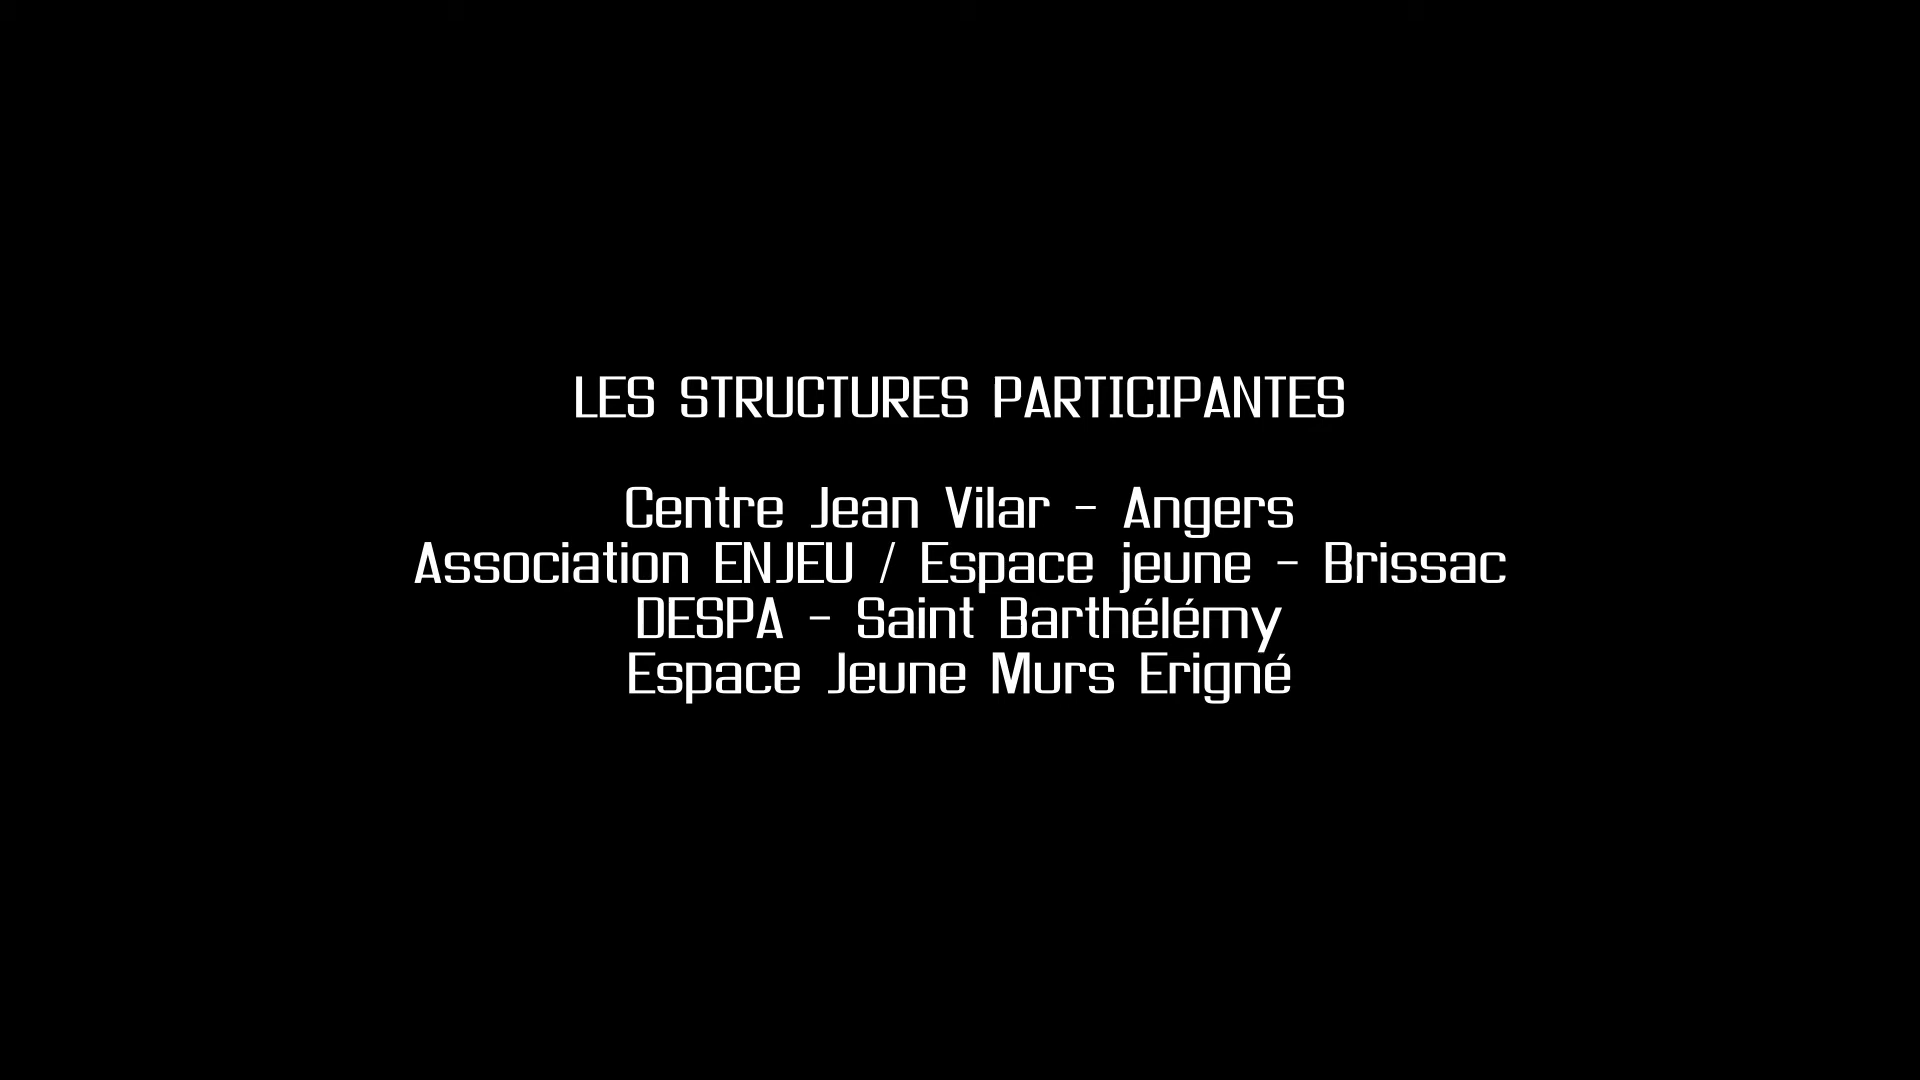 LES STRUCTURES PARTICIPANTES
Centre Jean Vilar - Angers
Association ENJEU / Espace jeune - Brissac
DESPA - Saint Barthélémy
Espace Jeune Murs Erigné